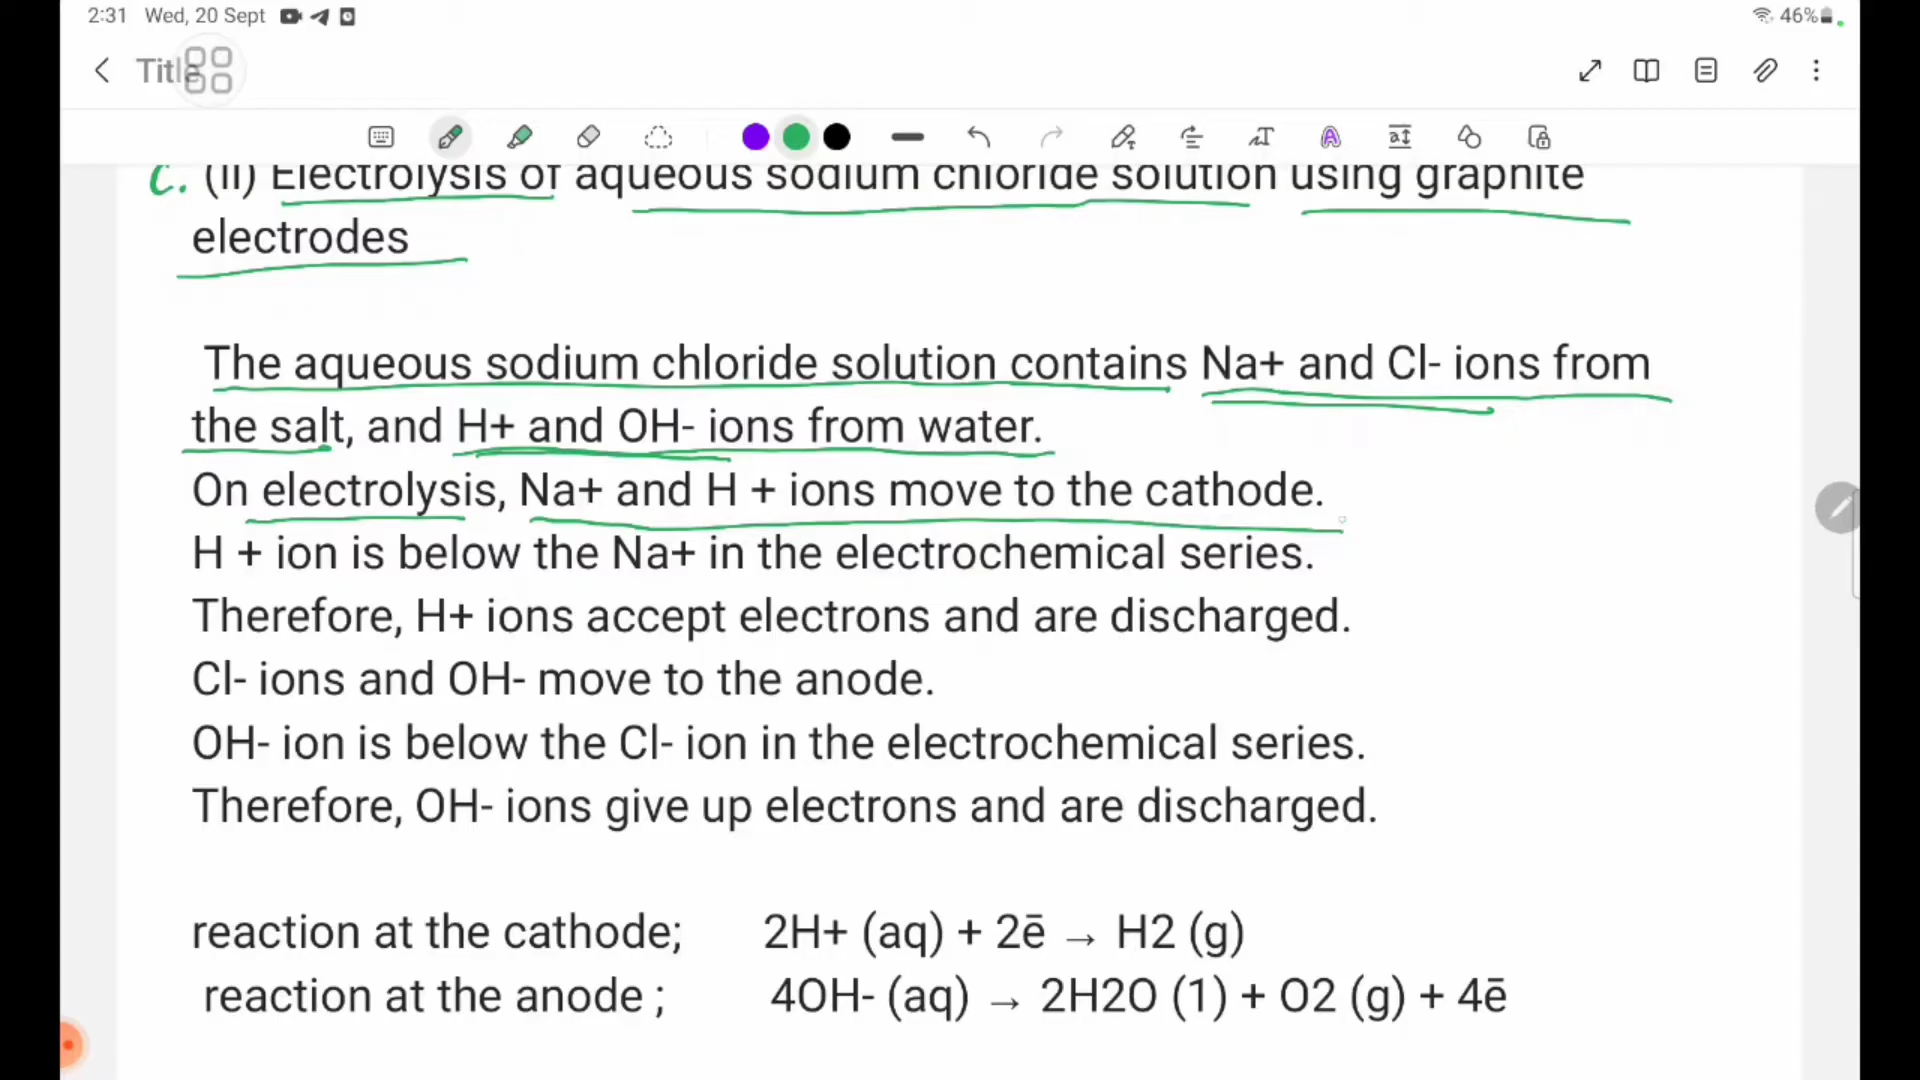 2:31 Wed, 20 Sept 46%
Title
C. (II) Electrolysis of aqueous sodium chloride solution using graphite
electrodes
The aqueous sodium chloride solution contains Na+ and Cl- ions from
the salt, and H+ and OH- ions from water.
On electrolysis, Na+ and H + ions move to the cathode.
H + ion is below the Na+ in the electrochemical series.
Therefore, H+ ions accept electrons and are discharged.
Cl- ions and OH- move to the anode.
OH- ion is below the Cl- ion in the electrochemical series.
Therefore, OH- ions give up electrons and are discharged.
reaction at the cathode; 2H+ (aq) + 2ē → H2 (g)
reaction at the anode ; 4OH- (aq) → 2H2O (1) + O2 (g) + 4ē